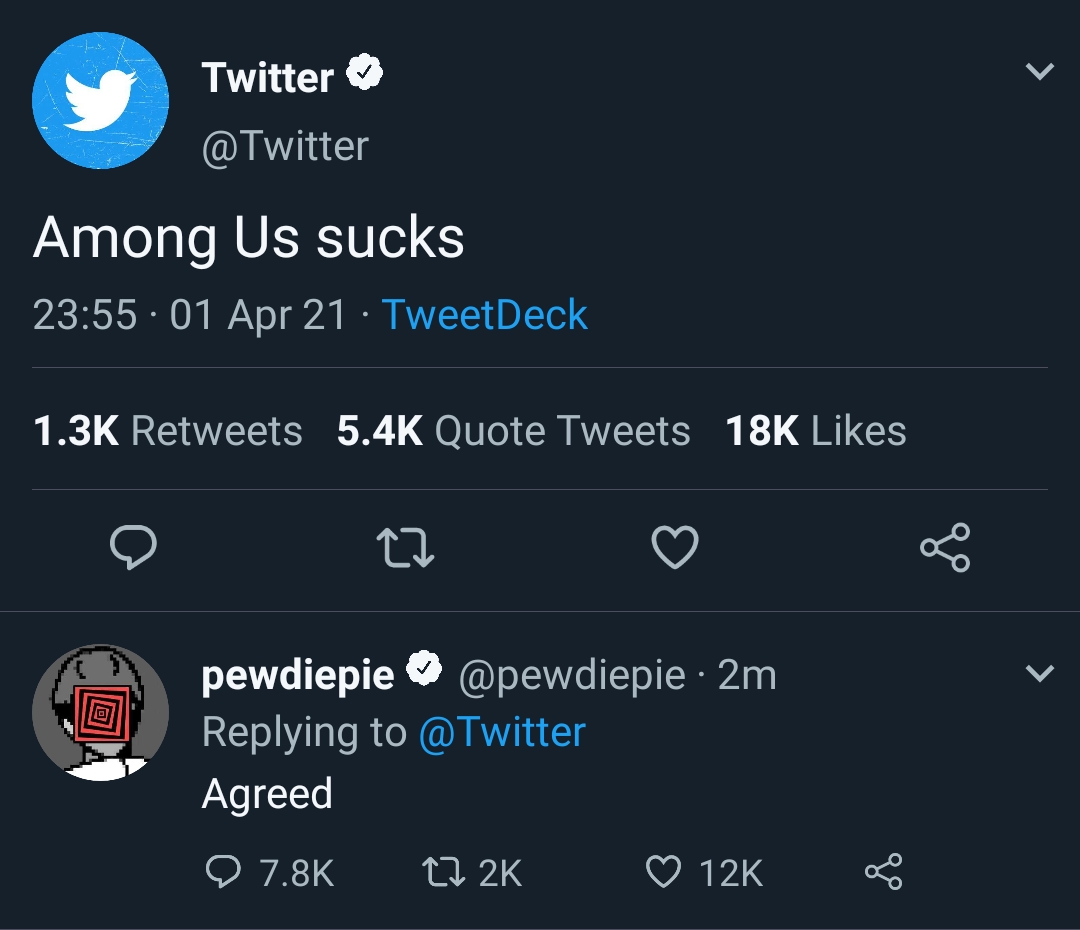 Twitter
@Twitter
Among Us sucks
23:55 · 01 Apr 21 · TweetDeck
1.3K Retweets 5.4K Quote Tweets 18K Likes
pewdiepie @pewdiepie · 2m
Replying to @Twitter
Agreed
7.8K 2K 12K